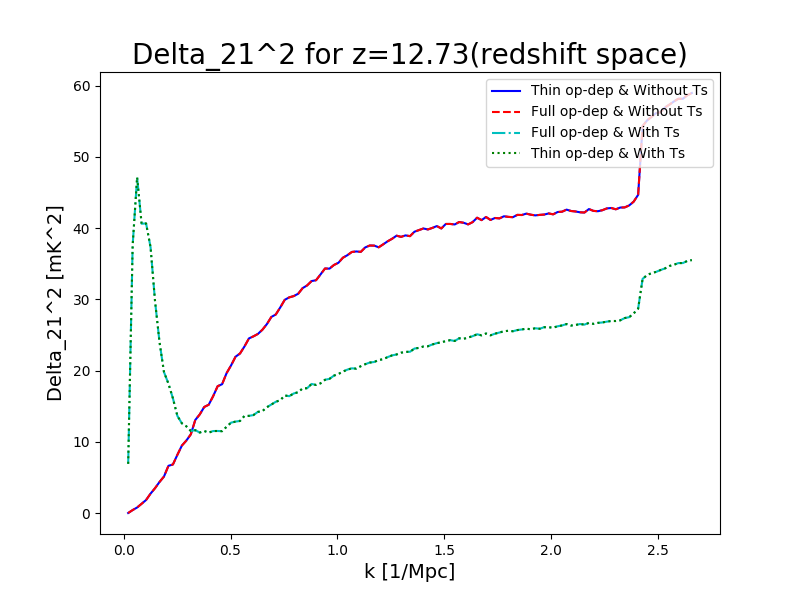 Delta_21^2 for z=12.73(redshift space)
Thin op-dep & Without Ts
Full op-dep & Without Ts
Full op-dep & With Ts
Thin op-dep & With Ts
Delta_21^2 [mK^2]
60
50
40
30
20
10
0
0.0
0.5
1.0
1.5
2.0
2.5
k [1/Mpc]